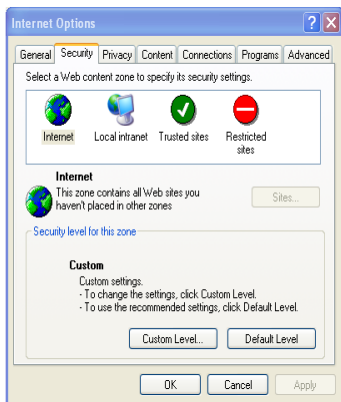 Internet Options
General Security Privacy Content Connections Programs Advanced
Select a Web content zone to specify its security settings.
Internet Local intranet Trusted sites Restricted
sites
Internet
This zone contains all Web sites you
haven't placed in other zones
Sites...
Security level for this zone
Custom
Custom settings.
- To change the settings, click Custom Level.
- To use the recommended settings, click Default Level.
Custom Level... Default Level
OK Cancel Apply